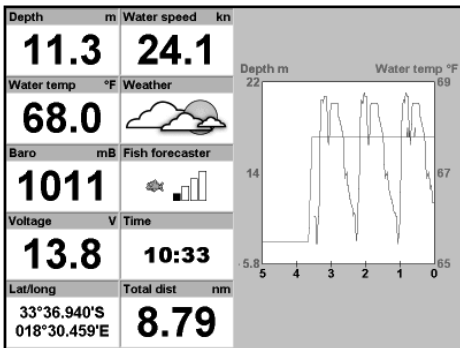 Depth m Water speed kn
11.3 24.1
Water temp °F Weather
68.0
Baro mB Fish forecaster
1011
Voltage V Time
13.8 10:33
Lat/long Total dist nm
33°36.940'S
018°30.459'E
8.79
Depth m Water temp °F
22 69
14 67
5.8 65
5 4 3 2 1 0